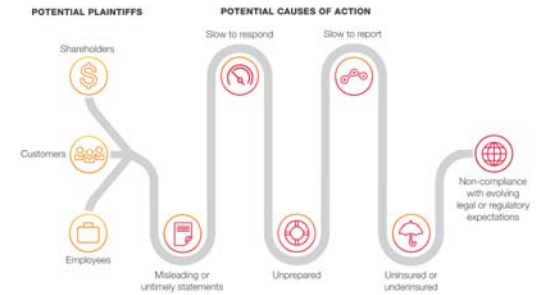 POTENTIAL PLAINTIFFS
POTENTIAL CAUSES OF ACTION
Shareholders
Customers
Employees
Slow to respond
Slow to report
Misleading or
untimely statements
Unprepared
Uninsured or
underinsured
Non-compliance
with evolving
legal or regulatory
expectations